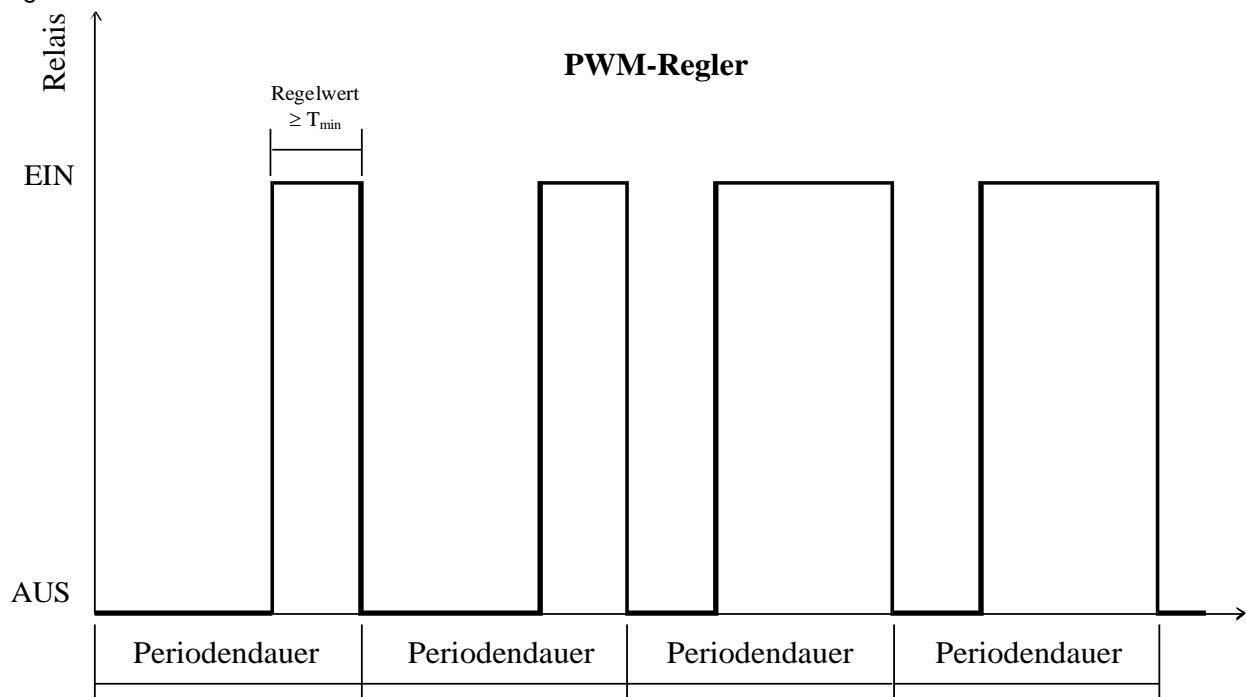 Relais
PWM-Regler
Regelwert
≥ Tmin
EIN
AUS
Periodendauer Periodendauer Periodendauer Periodendauer